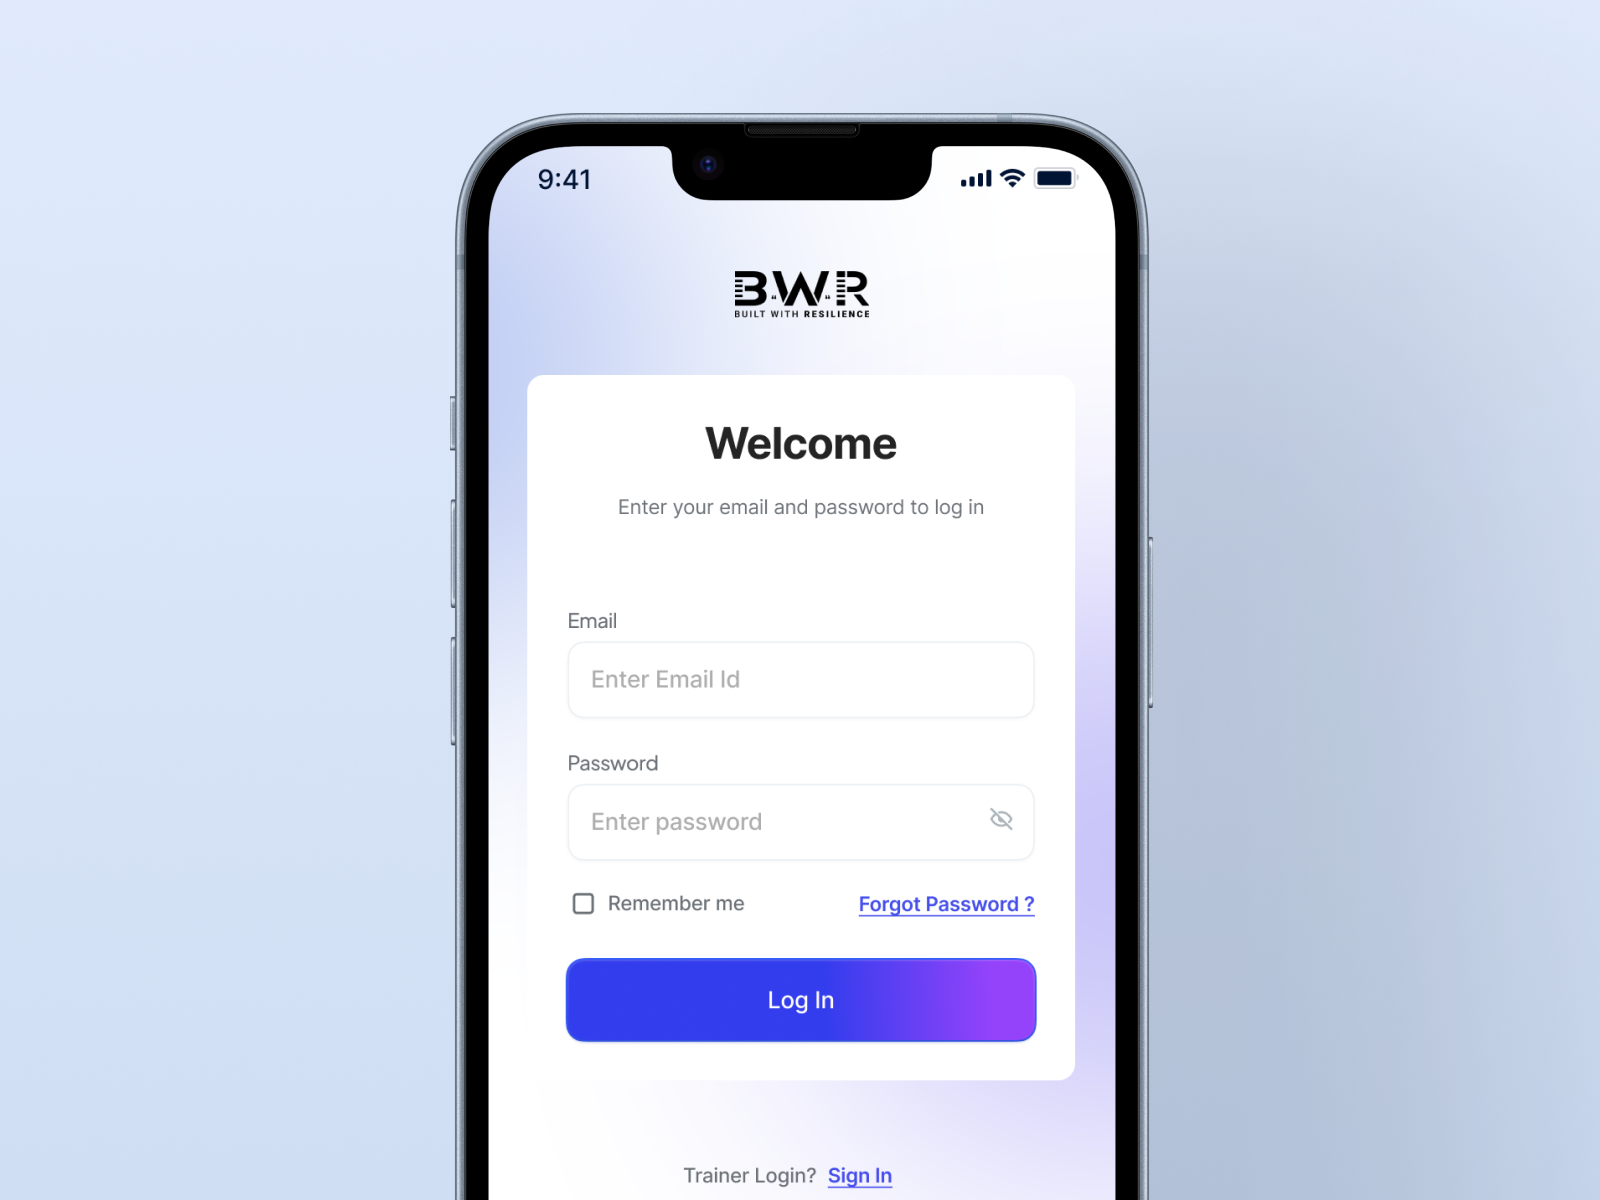 9:41
BWR
BUILT WITH RESILIENCE
Welcome
Enter your email and password to log in
Email
Enter Email Id
Password
Enter password
Remember me Forgot Password ?
Log In
Trainer Login? Sign In